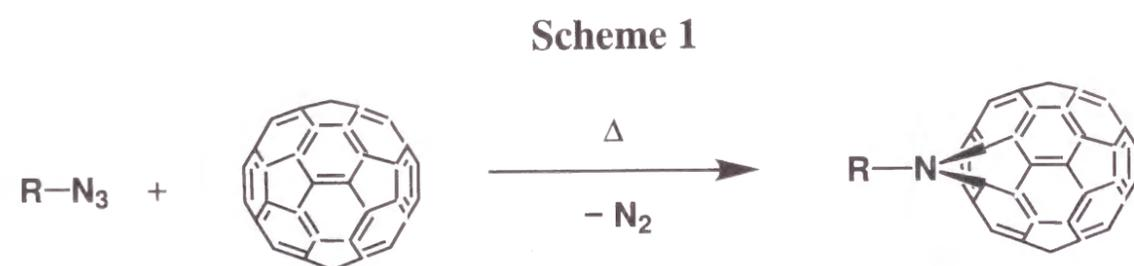 Scheme 1
Δ
R–N₃ +
– N₂
R–N